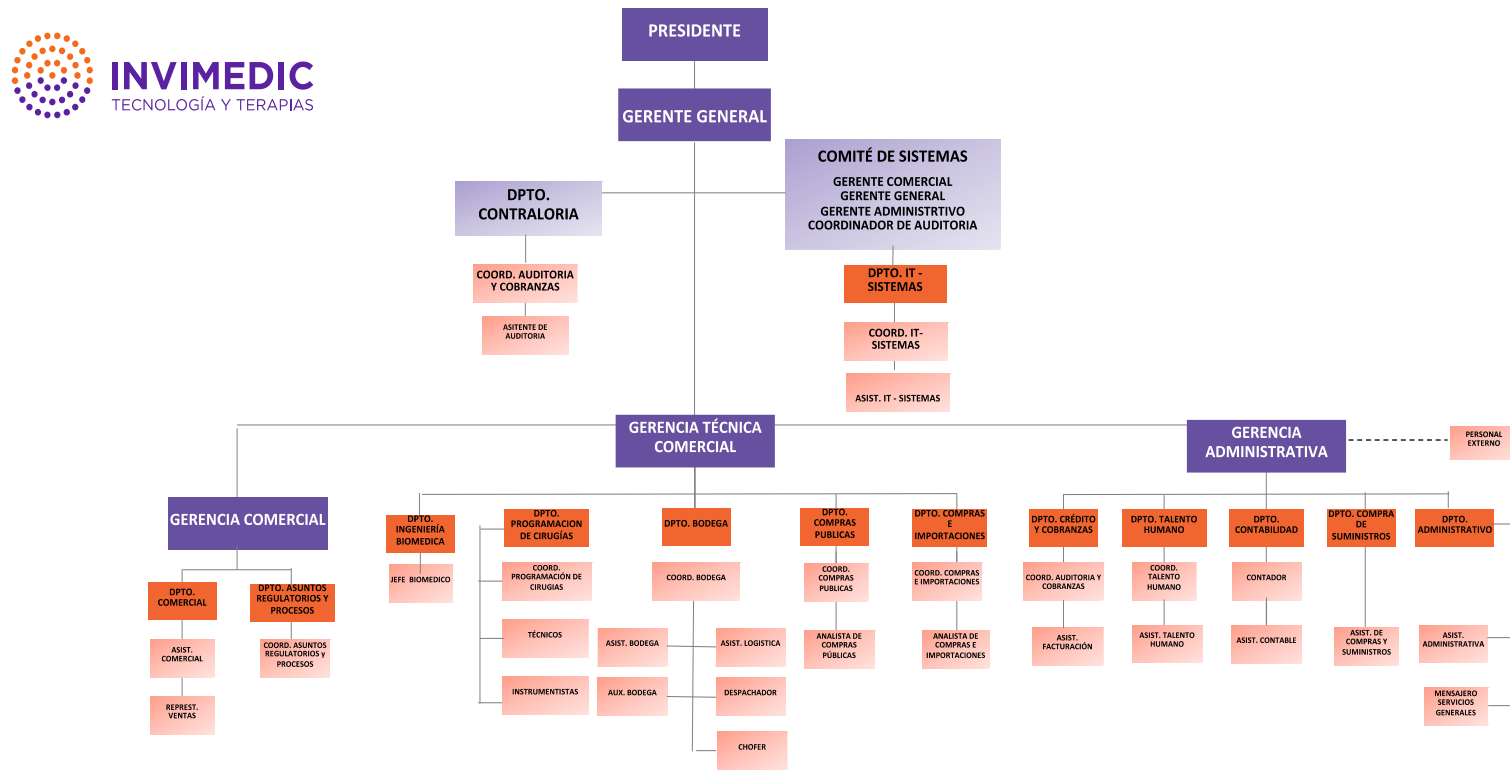 PRESIDENTE
INVIMEDIC
TECNOLOGÍA Y TERAPIAS
GERENTE GENERAL
COMITÉ DE SISTEMAS
GERENTE COMERCIAL
GERENTE GENERAL
GERENTE ADMINISTRTIVO
COORDINADOR DE AUDITORIA
DPTO.
CONTRALORIA
COORD. AUDITORIA
Y COBRANZAS
ASITENTE DE
AUDITORIA
DPTO. IT -
SISTEMAS
COORD. IT-
SISTEMAS
ASIST. IT - SISTEMAS
GERENCIA TÉCNICA
COMERCIAL
GERENCIA
ADMINISTRATIVA
PERSONAL
EXTERNO
GERENCIA COMERCIAL
DPTO.
COMERCIAL
ASIST.
COMERCIAL
REPREST.
VENTAS
DPTO. ASUNTOS
REGULATORIOS Y
PROCESOS
COORD. ASUNTOS
REGULATORIOS y
PROCESOS
DPTO.
INGENIERÍA
BIOMEDICA
JEFE BIOMEDICO
DPTO.
PROGRAMACION
DE CIRUGÍAS
COORD.
PROGRAMACIÓN DE
CIRUGIAS
TÉCNICOS
INSTRUMENTISTAS
DPTO. BODEGA
COORD. BODEGA
ASIST. BODEGA
ASIST. LOGISTICA
AUX. BODEGA
DESPACHADOR
CHOFER
DPTO.
COMPRAS
PUBLICAS
COORD.
COMPRAS
PUBLICAS
ANALISTA DE
COMPRAS
PÚBLICAS
DPTO. COMPRAS
E
IMPORTACIONES
COORD. COMPRAS
E IMPORTACIONES
ANALISTA DE
COMPRAS E
IMPORTACIONES
DPTO. CRÉDITO
Y COBRANZAS
COORD. AUDITORIA Y
COBRANZAS
ASIST.
FACTURACIÓN
DPTO. TALENTO
HUMANO
COORD.
TALENTO
HUMANO
ASIST. TALENTO
HUMANO
DPTO.
CONTABILIDAD
CONTADOR
ASIST. CONTABLE
DPTO. COMPRA
DE
SUMINISTROS
ASIST. DE
COMPRAS Y
SUMINISTROS
DPTO.
ADMINISTRATIVO
ASIST.
ADMINISTRATIVA
MENSAJERO
SERVICIOS
GENERALES